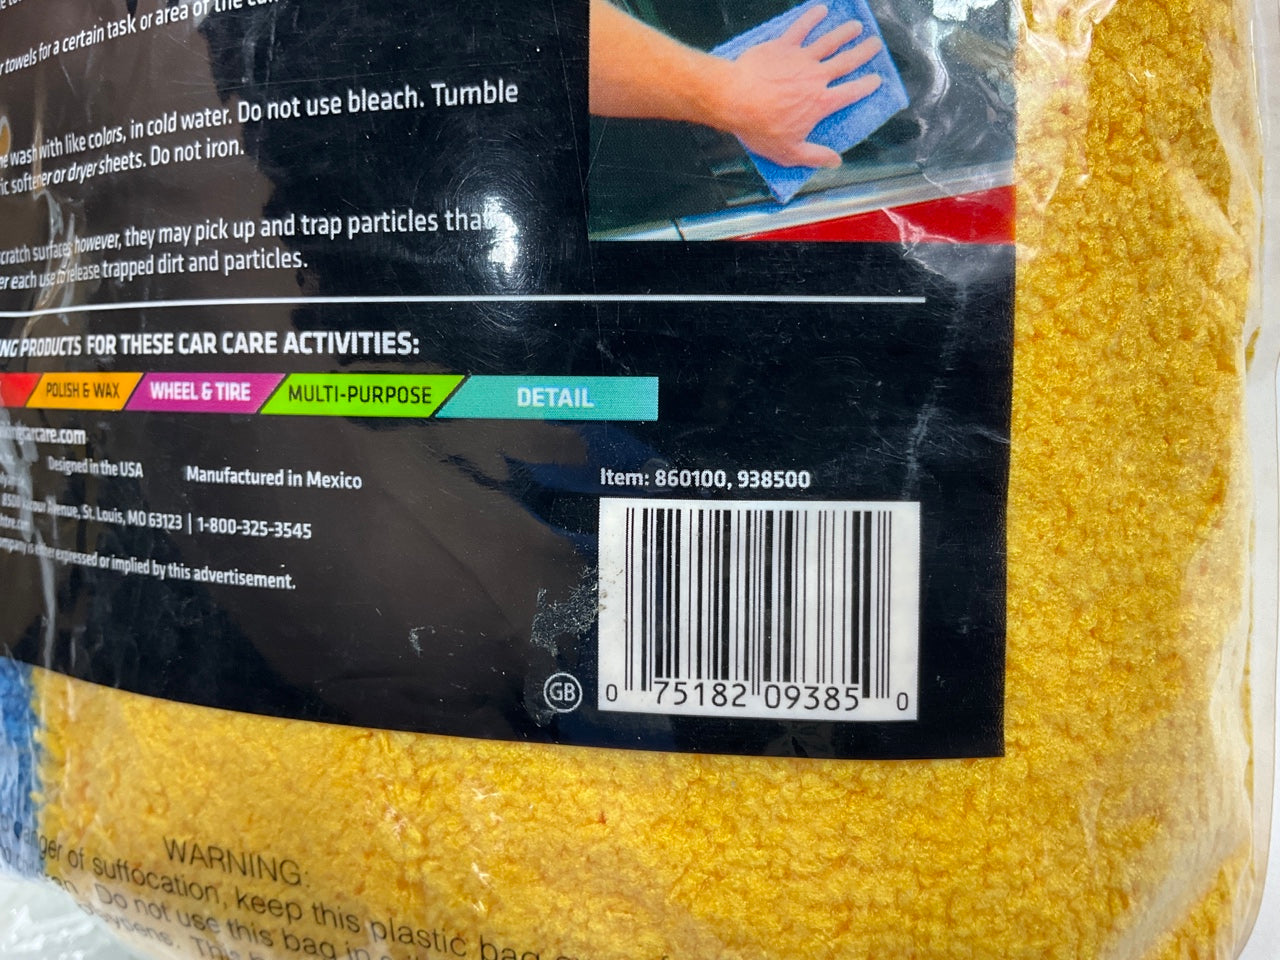 towels for a certain task or area of the
wash with like colors, in cold water. Do not use bleach. Tumble
softener or dryer sheets. Do not iron.
scratch surfaces however, they may pick up and trap particles that
each use to release trapped dirt and particles.
PRODUCTS FOR THESE CAR CARE ACTIVITIES:
POLISH & WAX WHEEL & TIRE MULTI-PURPOSE DETAIL
Designed in the USA Manufactured in Mexico
8500 Avenue, St. Louis, MO 63123 | 1-800-325-3545
expressed or implied by this advertisement.
Item: 860100, 938500
0 75182 09385 0
GB
WARNING:
of suffocation, keep this plastic bag
Do not use this bag in